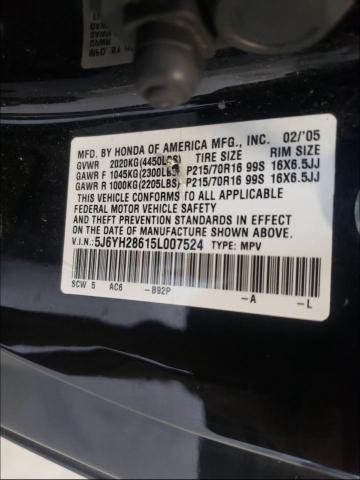 MFD. BY HONDA OF AMERICA MFG., INC. 02/'05
GVWR 2020KG(4450LBS) TIRE SIZE RIM SIZE
GAWR F 1045KG(2300LBS) P215/70R16 99S 16X6.5JJ
GAWR R 1000KG(2205LBS) P215/70R16 99S 16X6.5JJ
THIS VEHICLE CONFORMS TO ALL APPLICABLE
FEDERAL MOTOR VEHICLE SAFETY
AND THEFT PREVENTION STANDARDS IN EFFECT
ON THE DATE OF MANUFACTURE SHOWN ABOVE.
V.I.N.: 5J6YH28615L007524 TYPE: MPV
SCW 5 AC6 -B92P -A -L